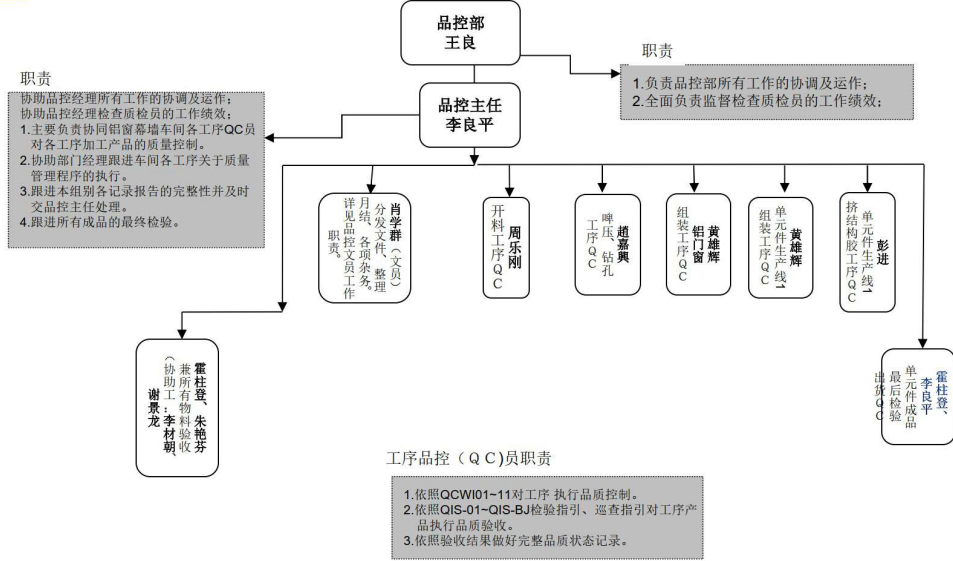 品控部
王良
职责
1.负责品控部所有工作的协调及运作；
2.全面负责监督检查质检员的工作绩效；
品控主任
李良平
职责
协助品控经理所有工作的协调及运作；
协助品控经理检查质检员的工作绩效；
1.主要负责协同铝窗幕墙车间各工序QC员
对各工序加工产品的质量控制。
2.协助部门经理跟进车间各工序关于质量
管理程序的执行。
3.跟进本组别各记录报告的完整性并及时
交品控主任处理。
4.跟进所有成品的最终检验。
肖学群（文员）
分发文件、整理
月结、各项杂务。
详见品控文员工作
职责。
周乐刚
开料工序QC
趙嘉興
啤压、钻孔
工序QC
黄雄辉
铝门窗
组装工序QC
黄雄辉
单元件生产线1
组装工序QC
彭进
单元件生产线1
挤结构胶工序QC
霍柱登、朱艳芬
兼所有物料验收
（协助工：李材朝、
谢景龙
霍柱登、
李良平
单元件成品
最后检验
出货QC
工序品控（QC)员职责
1.依照QCWI01~11对工序 执行品质控制。
2.依照QIS-01~QIS-BJ检验指引、巡查指引对工序产
品执行品质验收。
3.依照验收结果做好完整品质状态记录。